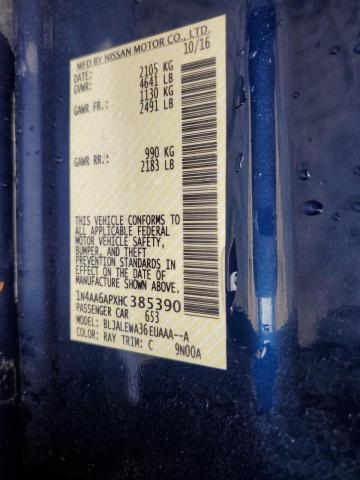 MFD BY NISSAN MOTOR CO., LTD.
10/16
2105 KG
GVWR: 4641 LB
1130 KG
GAWR FR: 2491 LB
990 KG
GAWR RR: 2183 LB
THIS VEHICLE CONFORMS TO
ALL APPLICABLE FEDERAL
MOTOR VEHICLE SAFETY,
BUMPER, AND THEFT
PREVENTION STANDARDS IN
EFFECT ON THE DATE OF
MANUFACTURE SHOWN ABOVE.
1N4AA6APXHC385390
PASSENGER CAR 653
MODEL: BLJALEWA36EUAAA--A
COLOR: RAY TRIM: C 9N00A